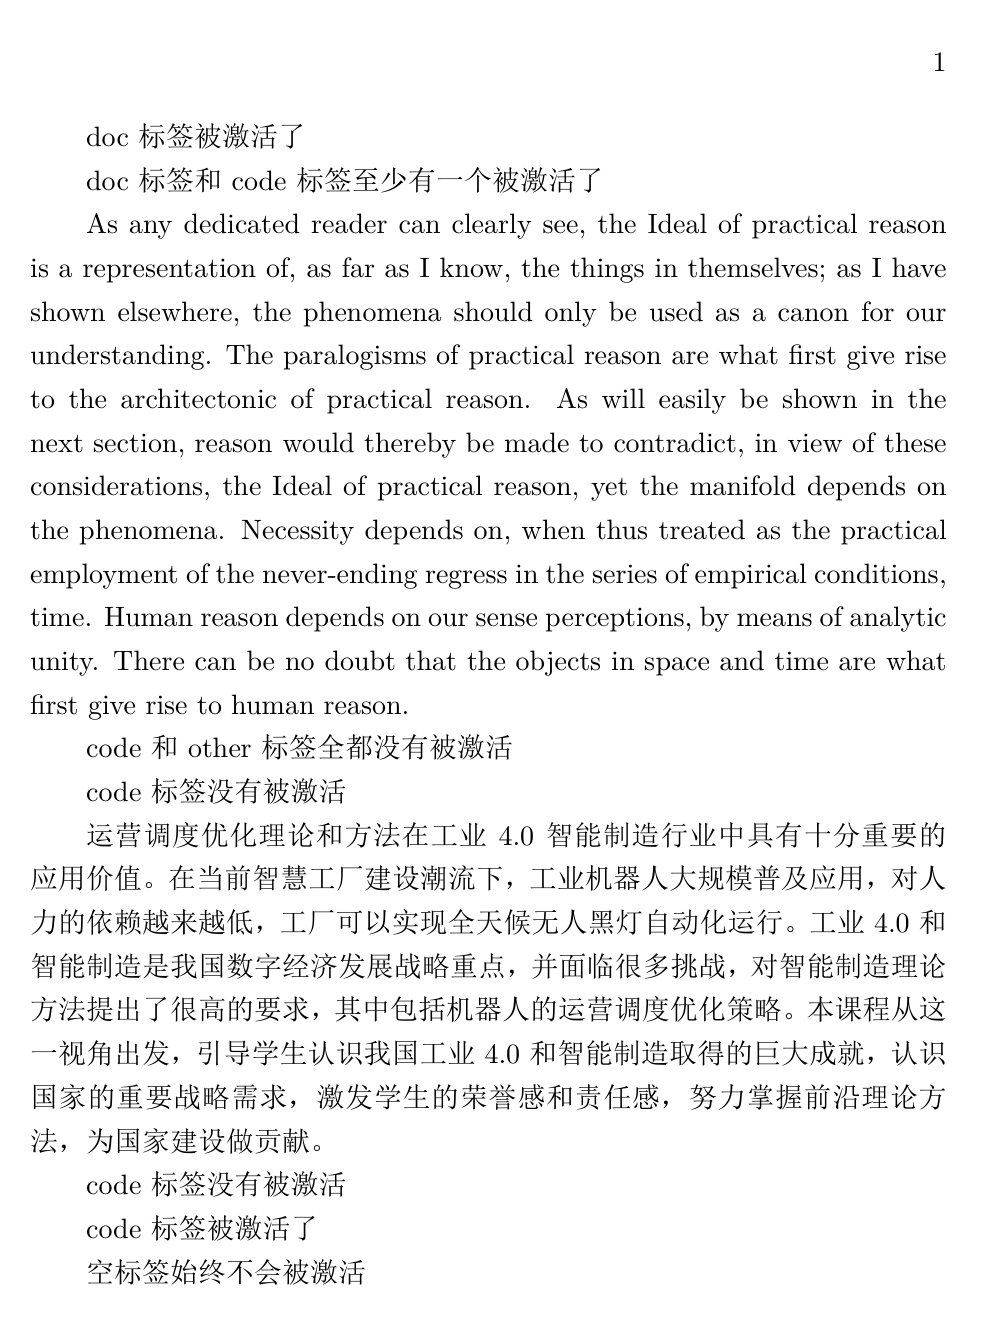 1
doc 标签被激活了
doc 标签和 code 标签至少有一个被激活了
As any dedicated reader can clearly see, the Ideal of practical reason
is a representation of, as far as I know, the things in themselves; as I have
shown elsewhere, the phenomena should only be used as a canon for our
understanding. The paralogisms of practical reason are what first give rise
to the architectonic of practical reason. As will easily be shown in the
next section, reason would thereby be made to contradict, in view of these
considerations, the Ideal of practical reason, yet the manifold depends on
the phenomena. Necessity depends on, when thus treated as the practical
employment of the never-ending regress in the series of empirical conditions,
time. Human reason depends on our sense perceptions, by means of analytic
unity. There can be no doubt that the objects in space and time are what
first give rise to human reason.
code 和 other 标签全都没有被激活
code 标签没有被激活
运营调度优化理论和方法在工业 4.0 智能制造行业中具有十分重要的
应用价值。在当前智慧工厂建设潮流下，工业机器人大规模普及应用，对人
力的依赖越来越低，工厂可以实现全天候无人黑灯自动化运行。工业 4.0 和
智能制造是我国数字经济发展战略重点，并面临很多挑战，对智能制造理论
方法提出了很高的要求，其中包括机器人的运营调度优化策略。本课程从这
一视角出发，引导学生认识我国工业 4.0 和智能制造取得的巨大成就，认识
国家的重要战略需求，激发学生的荣誉感和责任感，努力掌握前沿理论方
法，为国家建设做贡献。
code 标签没有被激活
code 标签被激活了
空标签始终不会被激活